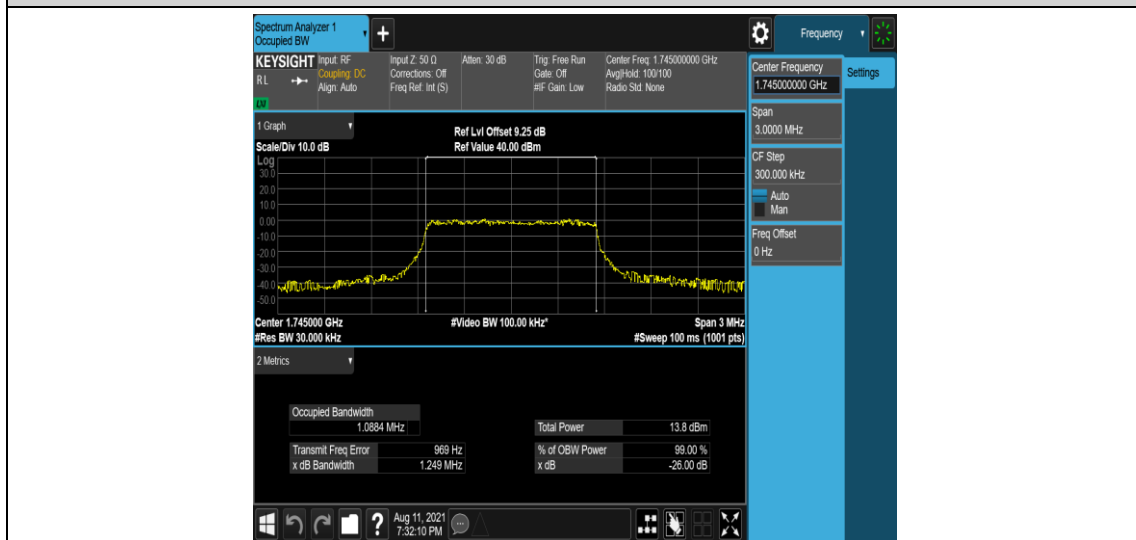 Spectrum Analyzer 1
Occupied BW
+
Frequency
KEYSIGHT
RL
LXI
Input: RF
Coupling: DC
Align: Auto
Input Z: 50 Ω
Corrections: Off
Freq Ref: Int (S)
Atten: 30 dB
Trig: Free Run
Gate: Off
#IF Gain: Low
Center Freq: 1.745000000 GHz
Avg|Hold: 100/100
Radio Std: None
Center Frequency
1.745000000 GHz
Settings
Span
3.0000 MHz
CF Step
300.000 kHz
Auto
Man
Freq Offset
0 Hz
1 Graph
Scale/Div 10.0 dB
Ref Lvl Offset 9.25 dB
Ref Value 40.00 dBm
Log
30.0
20.0
10.0
0.00
-10.0
-20.0
-30.0
-40.0
-50.0
Center 1.745000 GHz
#Video BW 100.00 kHz*
Span 3 MHz
#Res BW 30.000 kHz
#Sweep 100 ms (1001 pts)
2 Metrics
Occupied Bandwidth
1.0884 MHz
Total Power 13.8 dBm
Transmit Freq Error 969 Hz
% of OBW Power 99.00 %
x dB Bandwidth 1.249 MHz
x dB -26.00 dB
?
Aug 11, 2021
7:32:10 PM